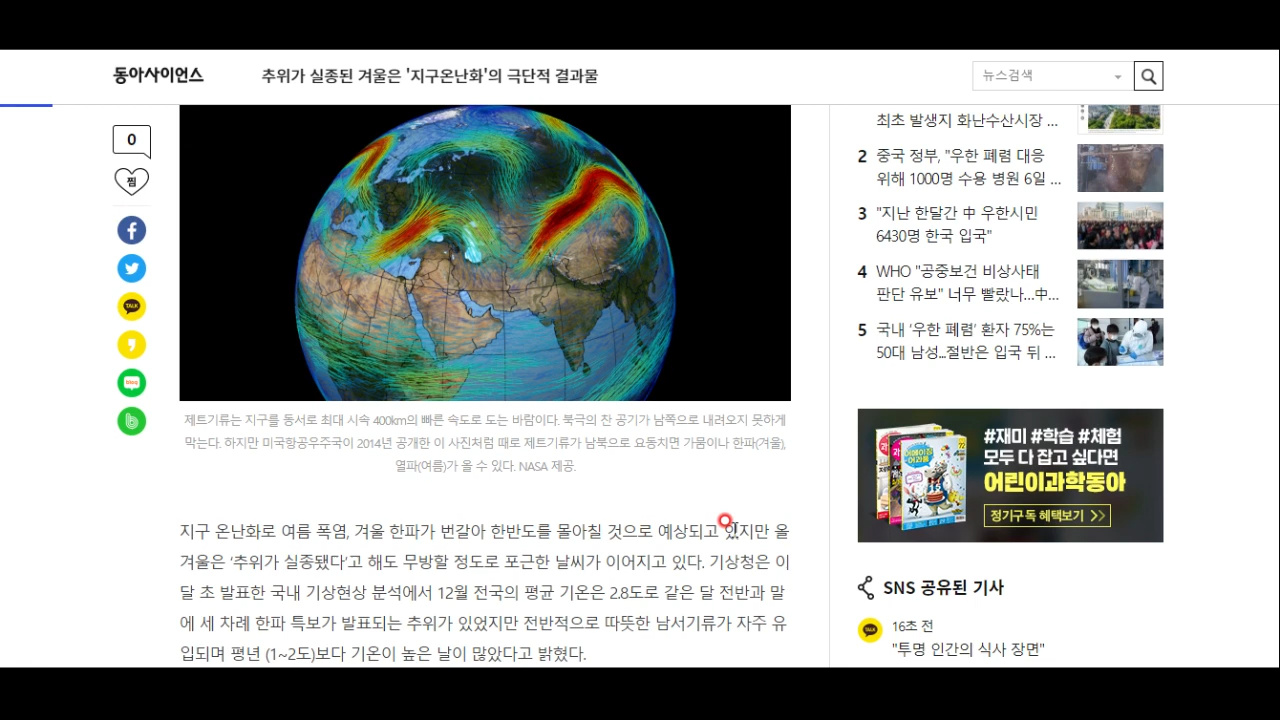 동아사이언스
추위가 실종된 겨울은 '지구온난화'의 극단적 결과물
뉴스검색
0
찜
TALK
blog
제트기류는 지구를 동서로 최대 시속 400km의 빠른 속도로 도는 바람이다. 북극의 찬 공기가 남쪽으로 내려오지 못하게
막는다. 하지만 미국항공우주국이 2014년 공개한 이 사진처럼 때로 제트기류가 남북으로 요동치면 가뭄이나 한파(겨울),
열파(여름)가 올 수 있다. NASA 제공.
지구 온난화로 여름 폭염, 겨울 한파가 번갈아 한반도를 몰아칠 것으로 예상되고 있지만 올
겨울은 ‘추위가 실종됐다’고 해도 무방할 정도로 포근한 날씨가 이어지고 있다. 기상청은 이
달 초 발표한 국내 기상현상 분석에서 12월 전국의 평균 기온은 2.8도로 같은 달 전반과 말
에 세 차례 한파 특보가 발표되는 추위가 있었지만 전반적으로 따뜻한 남서기류가 자주 유
입되며 평년 (1~2도)보다 기온이 높은 날이 많았다고 밝혔다.
최초 발생지 화난수산시장 ...
2 중국 정부, "우한 폐렴 대응
위해 1000명 수용 병원 6일 ...
3 "지난 한달간 中 우한시민
6430명 한국 입국"
4 WHO "공중보건 비상사태
판단 유보" 너무 빨랐나...中...
5 국내 ‘우한 폐렴’ 환자 75%는
50대 남성...절반은 입국 뒤 ...
#재미 #학습 #체험
모두 다 잡고 싶다면
어린이과학동아
정기구독 혜택보기 >>
SNS 공유된 기사
TALK
16초 전
"투명 인간의 식사 장면"